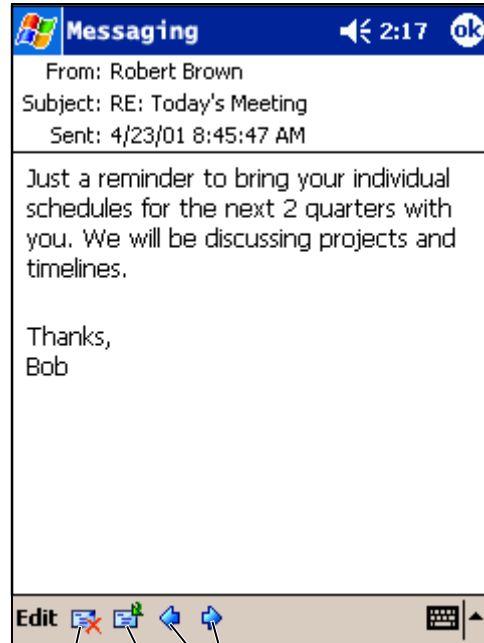 Messaging 2:17 ok
From: Robert Brown
Subject: RE: Today's Meeting
Sent: 4/23/01 8:45:47 AM
Just a reminder to bring your individual
schedules for the next 2 quarters with
you. We will be discussing projects and
timelines.
Thanks,
Bob
Edit